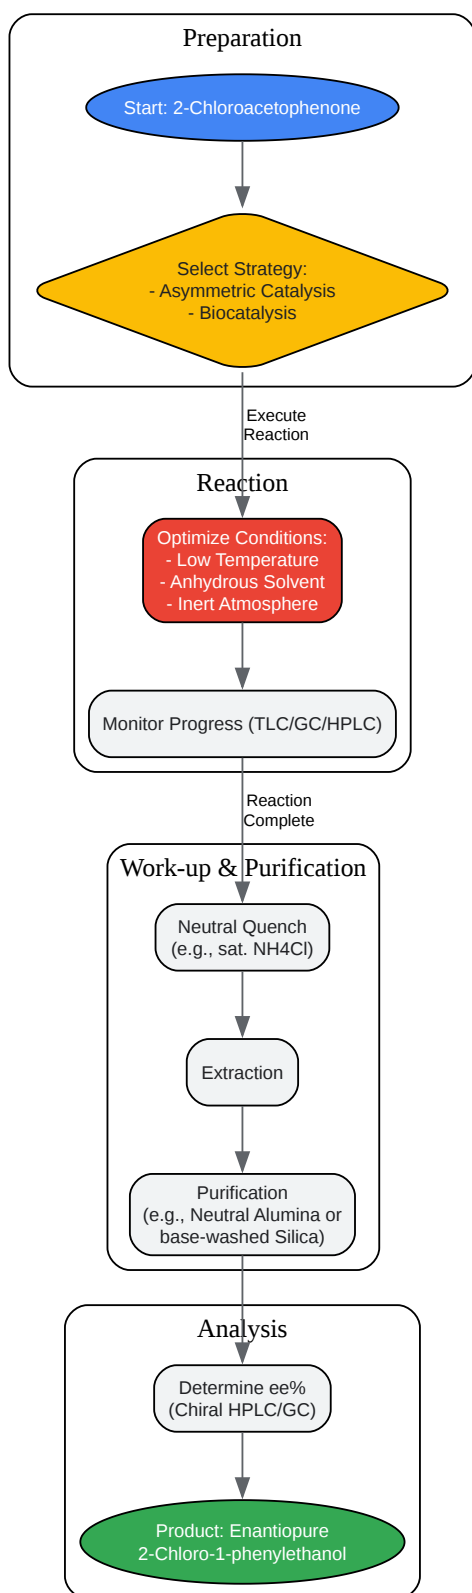 Preparation
Start: 2-Chloroacetophenone
Select Strategy:
- Asymmetric Catalysis
- Biocatalysis
Execute
Reaction
Reaction
Optimize Conditions:
- Low Temperature
- Anhydrous Solvent
- Inert Atmosphere
Monitor Progress (TLC/GC/HPLC)
Reaction
Complete
Work-up & Purification
Neutral Quench
(e.g., sat. NH4Cl)
Extraction
Purification
(e.g., Neutral Alumina or
base-washed Silica)
Analysis
Determine ee%
(Chiral HPLC/GC)
Product: Enantiopure
2-Chloro-1-phenylethanol